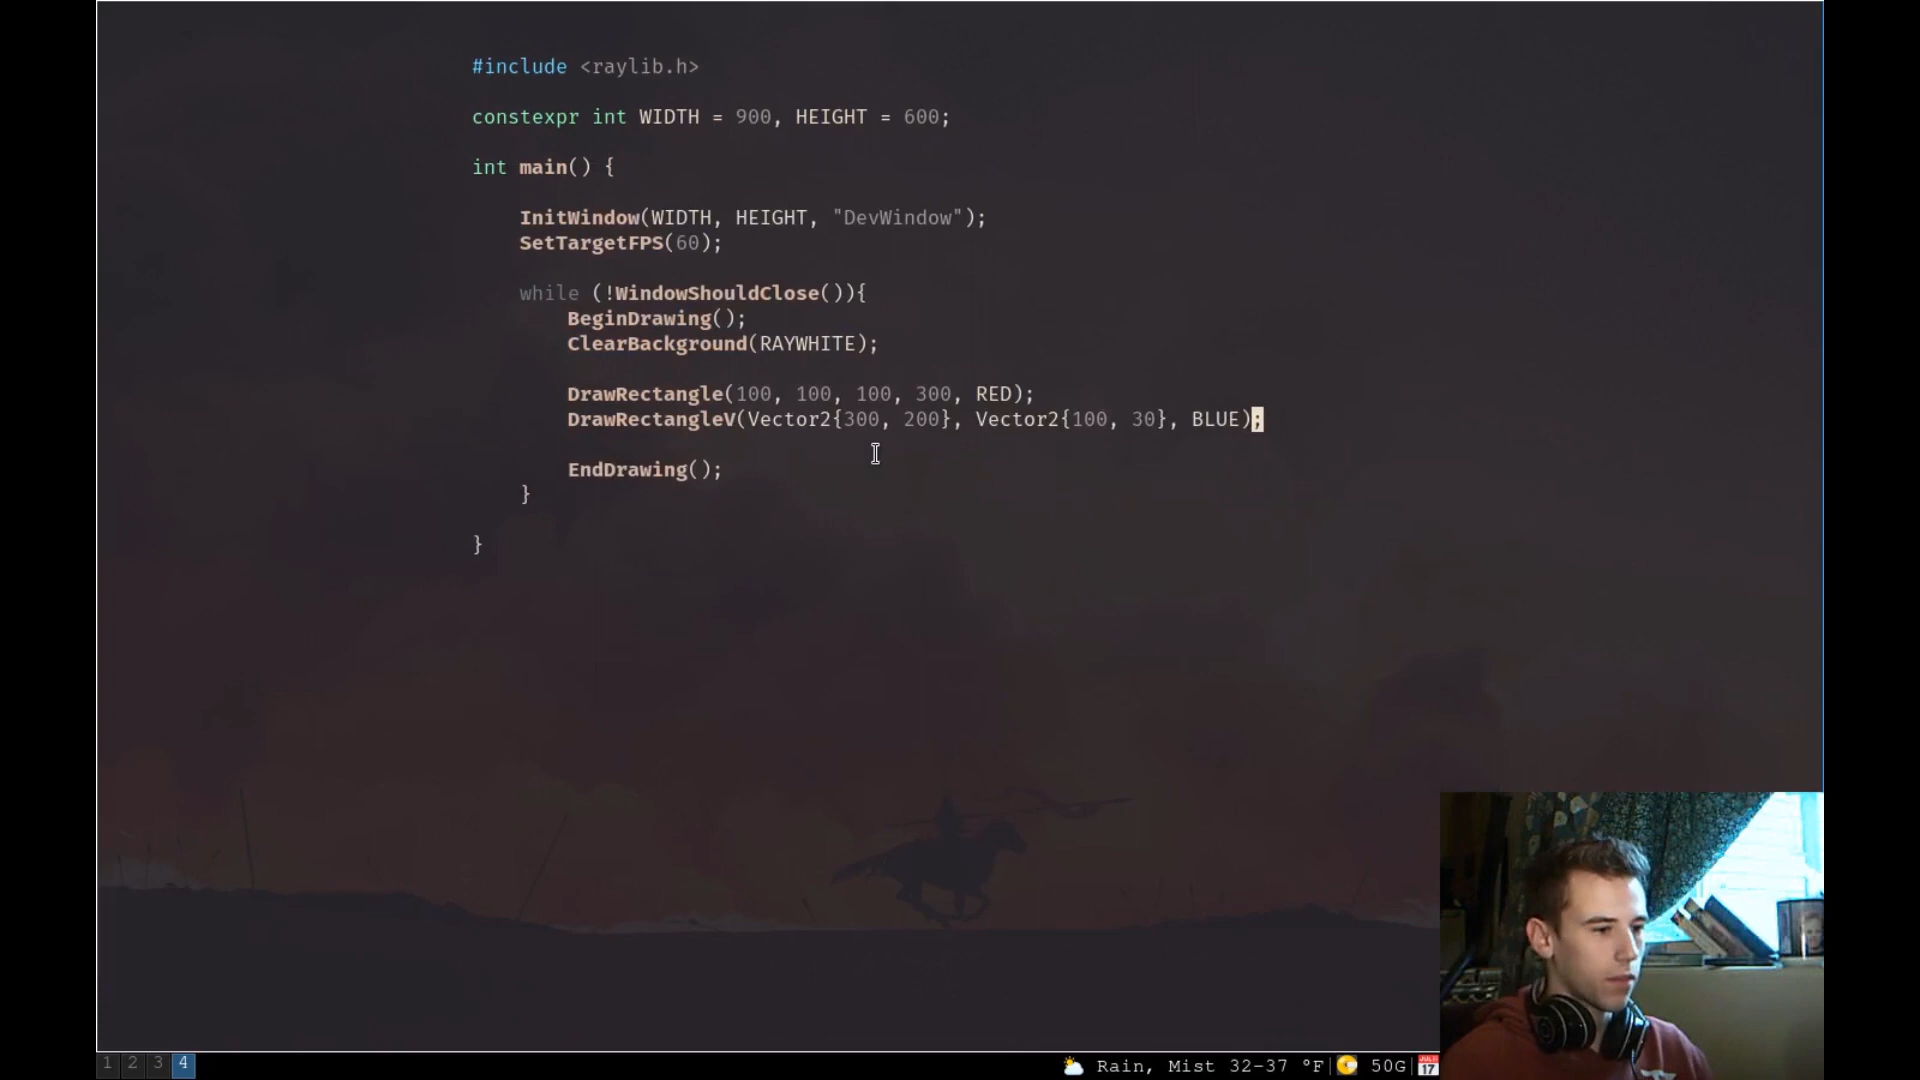 #include <raylib.h>
constexpr int WIDTH = 900, HEIGHT = 600;
int main() {
InitWindow(WIDTH, HEIGHT, "DevWindow");
SetTargetFPS(60);
while (!WindowShouldClose()){
BeginDrawing();
ClearBackground(RAYWHITE);
DrawRectangle(100, 100, 100, 300, RED);
DrawRectangleV(Vector2{300, 200}, Vector2{100, 30}, BLUE);
EndDrawing();
}
}
1 2 3 4 Rain, Mist 32-37 °F| 50G| 17